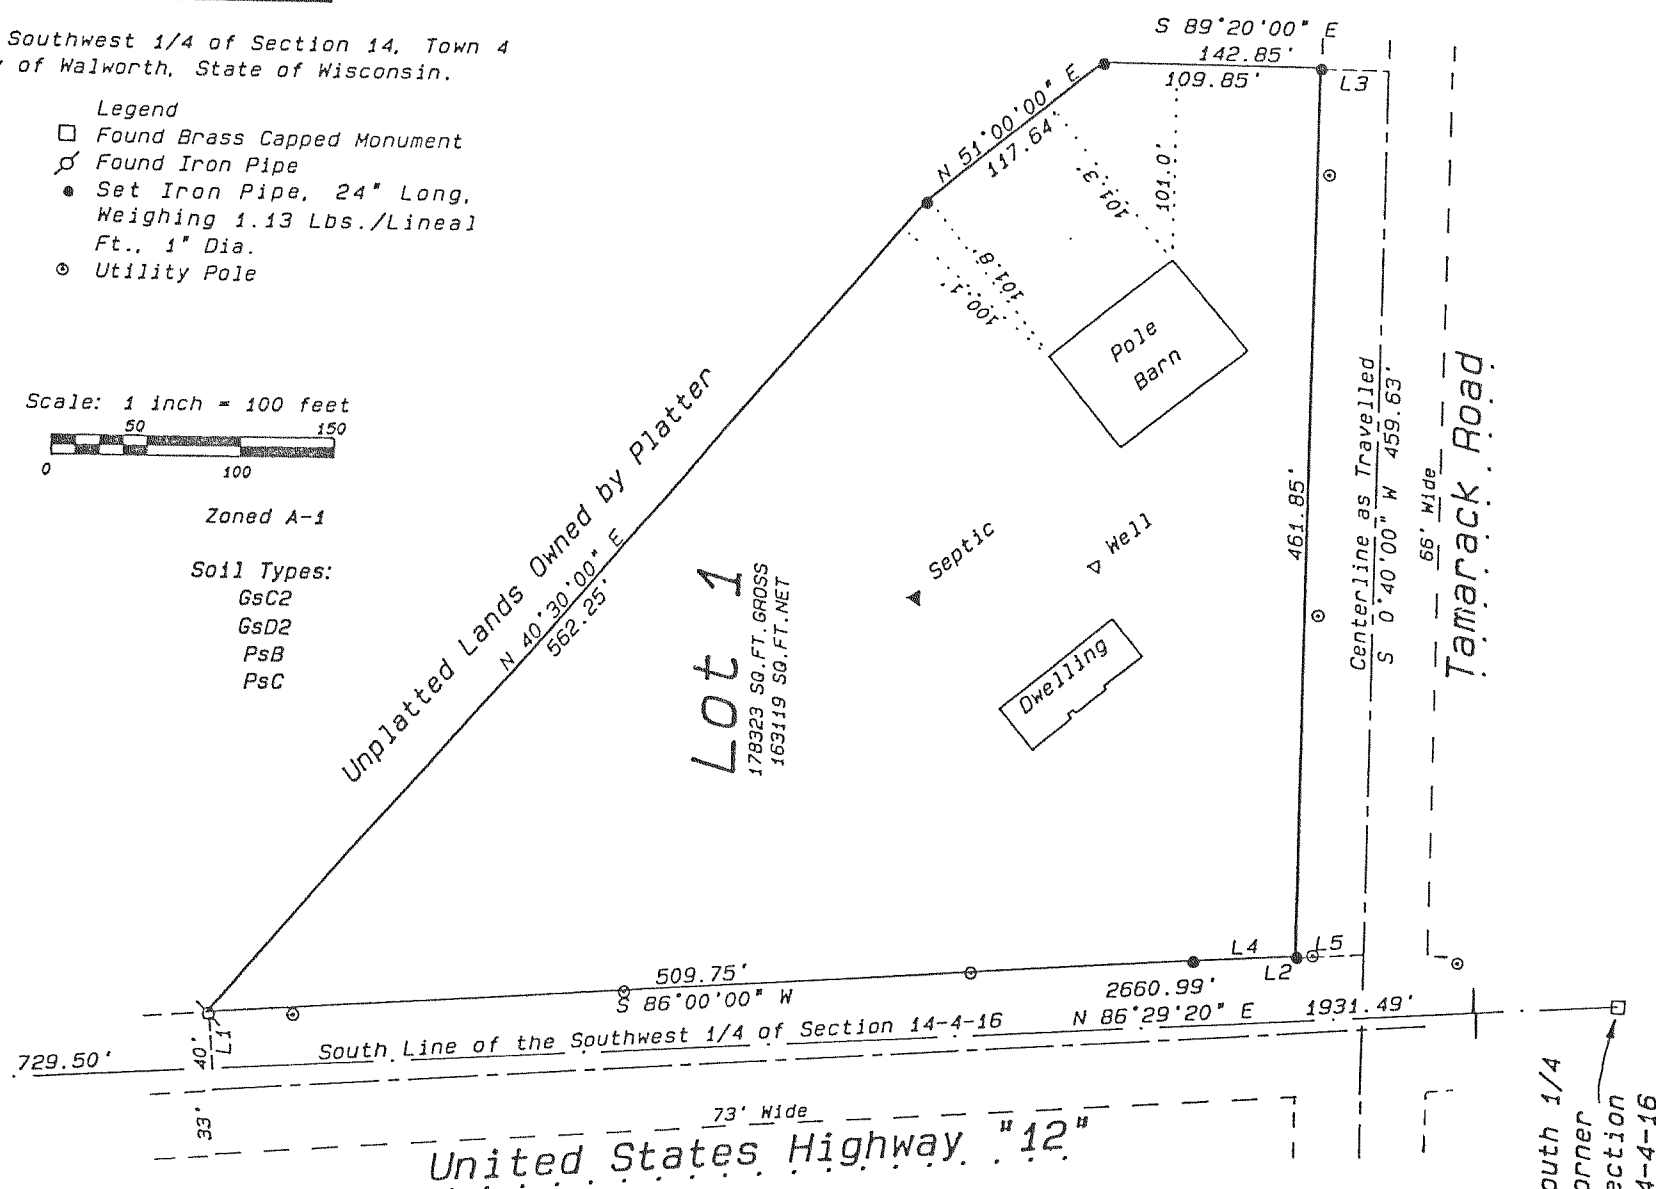 Southwest 1/4 of Section 14, Town 4
of Walworth, State of Wisconsin.
Legend
Found Brass Capped Monument
Found Iron Pipe
Set Iron Pipe, 24" Long,
Weighing 1.13 Lbs./Lineal
Ft., 1" Dia.
Utility Pole
Scale: 1 inch = 100 feet
50
150
0
100
Zoned A-1
Soil Types:
GsC2
GsD2
PsB
PsC
S 89°20'00" E
142.85'
109.85'
L3
N 51°00'00" E
117.64'
101.3'
101.0'
101.8'
100.1'
Pole
Barn
Unplatted Lands Owned by Platter
N 40°30'00" E
562.25'
Lot 1
178323 SQ.FT.GROSS
163119 SQ.FT.NET
Septic
Well
Dwelling
461.85'
Centerline as Travelled
S 0°40'00" W 459.63'
66' Wide
Tamarack Road
L4
L5
L2
509.75'
S 86°00'00" W
2660.99'
N 86°29'20" E
1931.49'
South Line of the Southwest 1/4 of Section 14-4-16
729.50'
40'
L1
33'
73' Wide
United States Highway "12"
outh 1/4
orner
ection
4-4-16